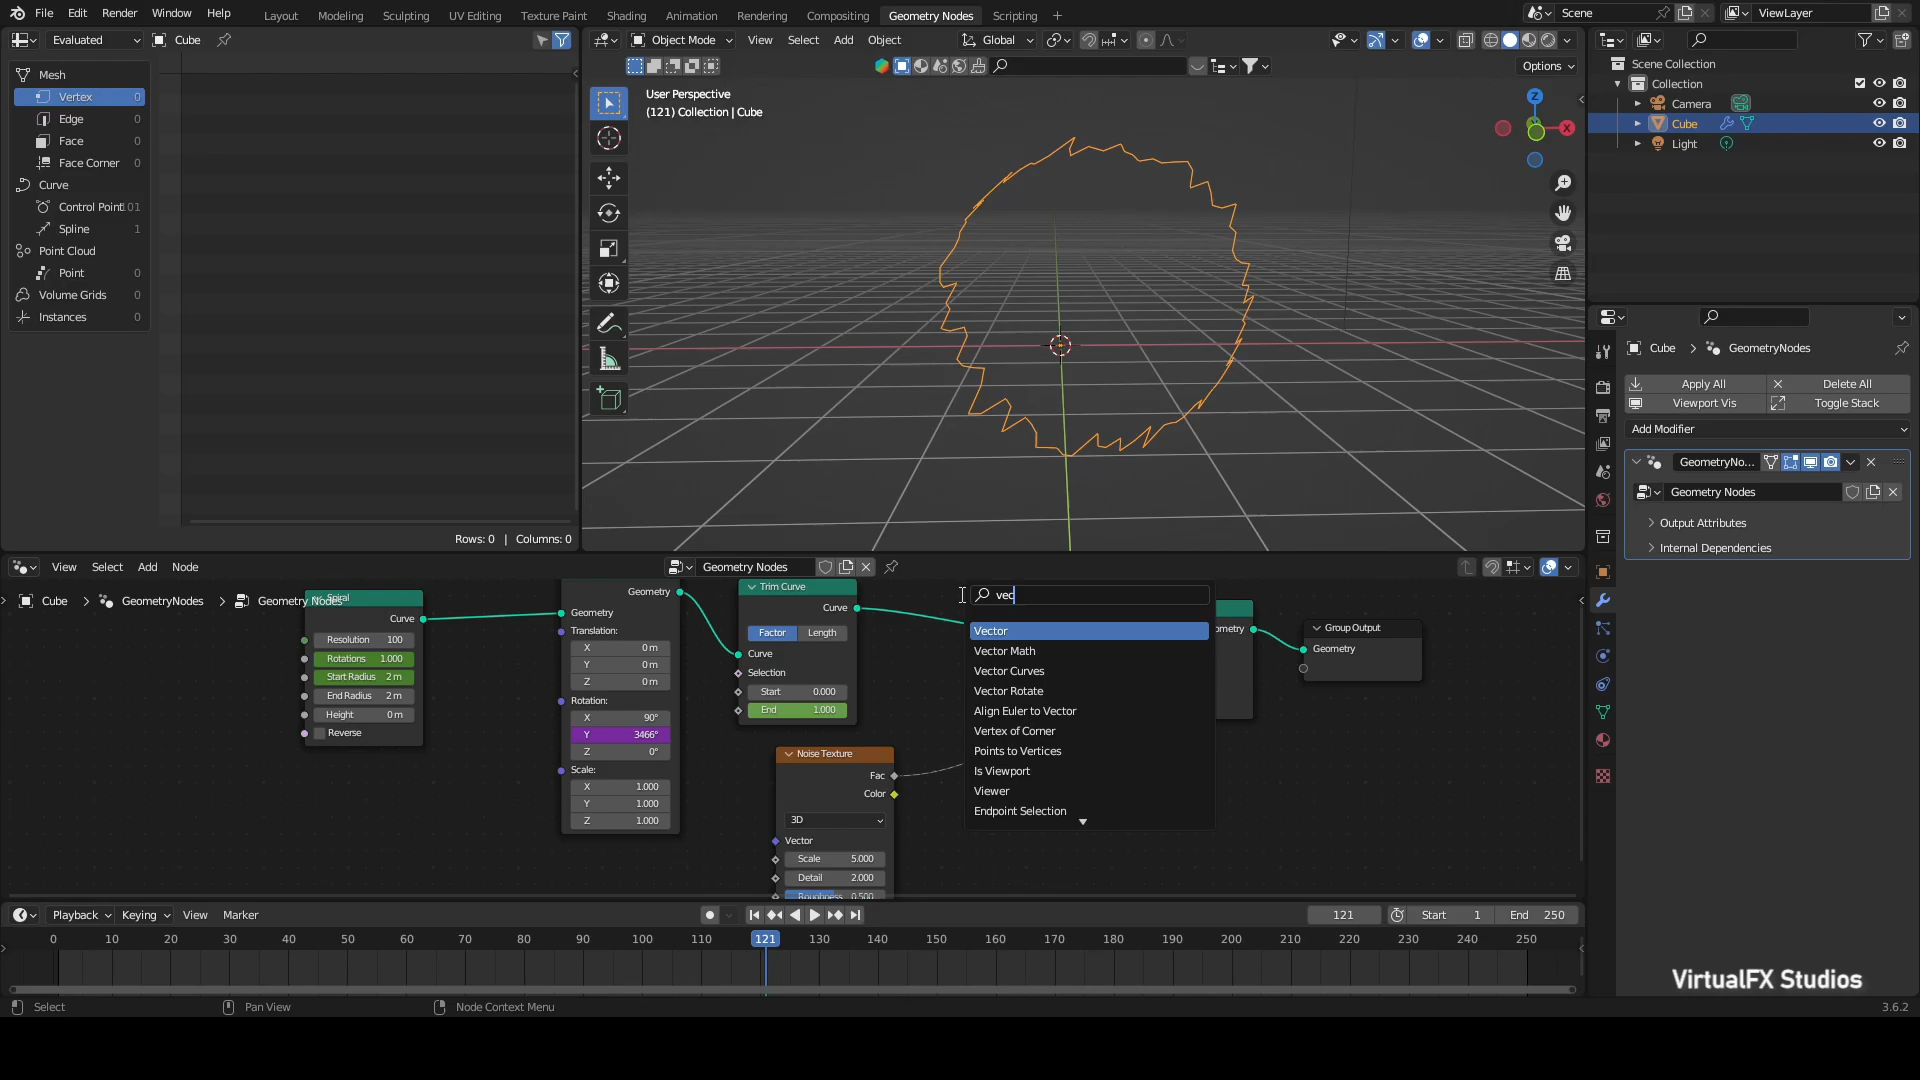 File Edit Render Window Help Layout Modeling Sculpting UV Editing Texture Paint Shading Animation Rendering Compositing Geometry Nodes Scripting + Scene ViewLayer
Evaluated Cube
Object Mode View Select Add Object Global
Options
Mesh
Vertex 0
Edge 0
Face 0
Face Corner 0
Curve
Control Point 101
Spline 1
Point Cloud
Point 0
Volume Grids 0
Instances 0
Rows: 0 | Columns: 0
User Perspective
(121) Collection | Cube
Z
X
Scene Collection
Collection
Camera
Cube
Light
Cube > GeometryNodes
Apply All Delete All
Viewport Vis Toggle Stack
Add Modifier
GeometryNo...
Geometry Nodes
Output Attributes
Internal Dependencies
View Select Add Node Geometry Nodes
Cube > GeometryNodes > Geometry Nodes
Spiral
Curve
Resolution 100
Rotations 1.000
Start Radius 2 m
End Radius 2 m
Height 0 m
Reverse
Geometry
Geometry
Translation:
X 0 m
Y 0 m
Z 0 m
Rotation:
X 90°
Y 3466°
Z 0°
Scale:
X 1.000
Y 1.000
Z 1.000
Trim Curve
Curve
Factor Length
Curve
Selection
Start 0.000
End 1.000
Noise Texture
Fac
Color
3D
Vector
Scale 5.000
Detail 2.000
Roughness 0.500
vec
Vector
Vector Math
Vector Curves
Vector Rotate
Align Euler to Vector
Vertex of Corner
Points to Vertices
Is Viewport
Viewer
Endpoint Selection
ometry
Group Output
Geometry
Playback Keying View Marker 121 Start 1 End 250
0 10 20 30 40 50 60 70 80 90 100 110 121 130 140 150 160 170 180 190 200 210 220 230 240 250
VirtualFX Studios
Select Pan View Node Context Menu 3.6.2